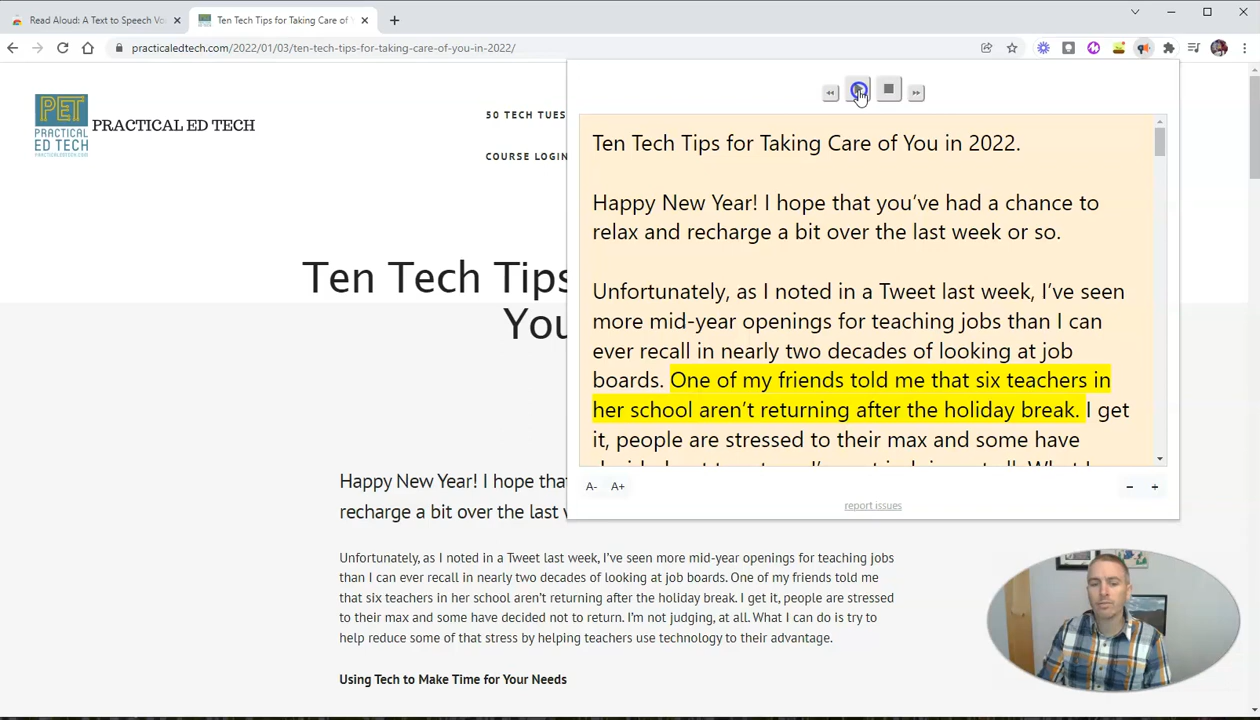 Read Aloud: A Text to Speech Vo
Ten Tech Tips for Taking Care of Y
practicaledtech.com/2022/01/03/ten-tech-tips-for-taking-care-of-you-in-2022/
PET
PRACTICAL
ED TECH
PRACTICALEDTECH.COM
PRACTICAL ED TECH
50 TECH TUES
COURSE LOGIN
Ten Tech Tips
You
Happy New Year! I hope that
recharge a bit over the last w
Unfortunately, as I noted in a Tweet last week, I've seen more mid-year openings for teaching jobs
than I can ever recall in nearly two decades of looking at job boards. One of my friends told me
that six teachers in her school aren't returning after the holiday break. I get it, people are stressed
to their max and some have decided not to return. I'm not judging, at all. What I can do is try to
help reduce some of that stress by helping teachers use technology to their advantage.
Using Tech to Make Time for Your Needs
Ten Tech Tips for Taking Care of You in 2022.
Happy New Year! I hope that you've had a chance to
relax and recharge a bit over the last week or so.
Unfortunately, as I noted in a Tweet last week, I've seen
more mid-year openings for teaching jobs than I can
ever recall in nearly two decades of looking at job
boards. One of my friends told me that six teachers in
her school aren't returning after the holiday break. I get
it, people are stressed to their max and some have
A- A+
- +
report issues